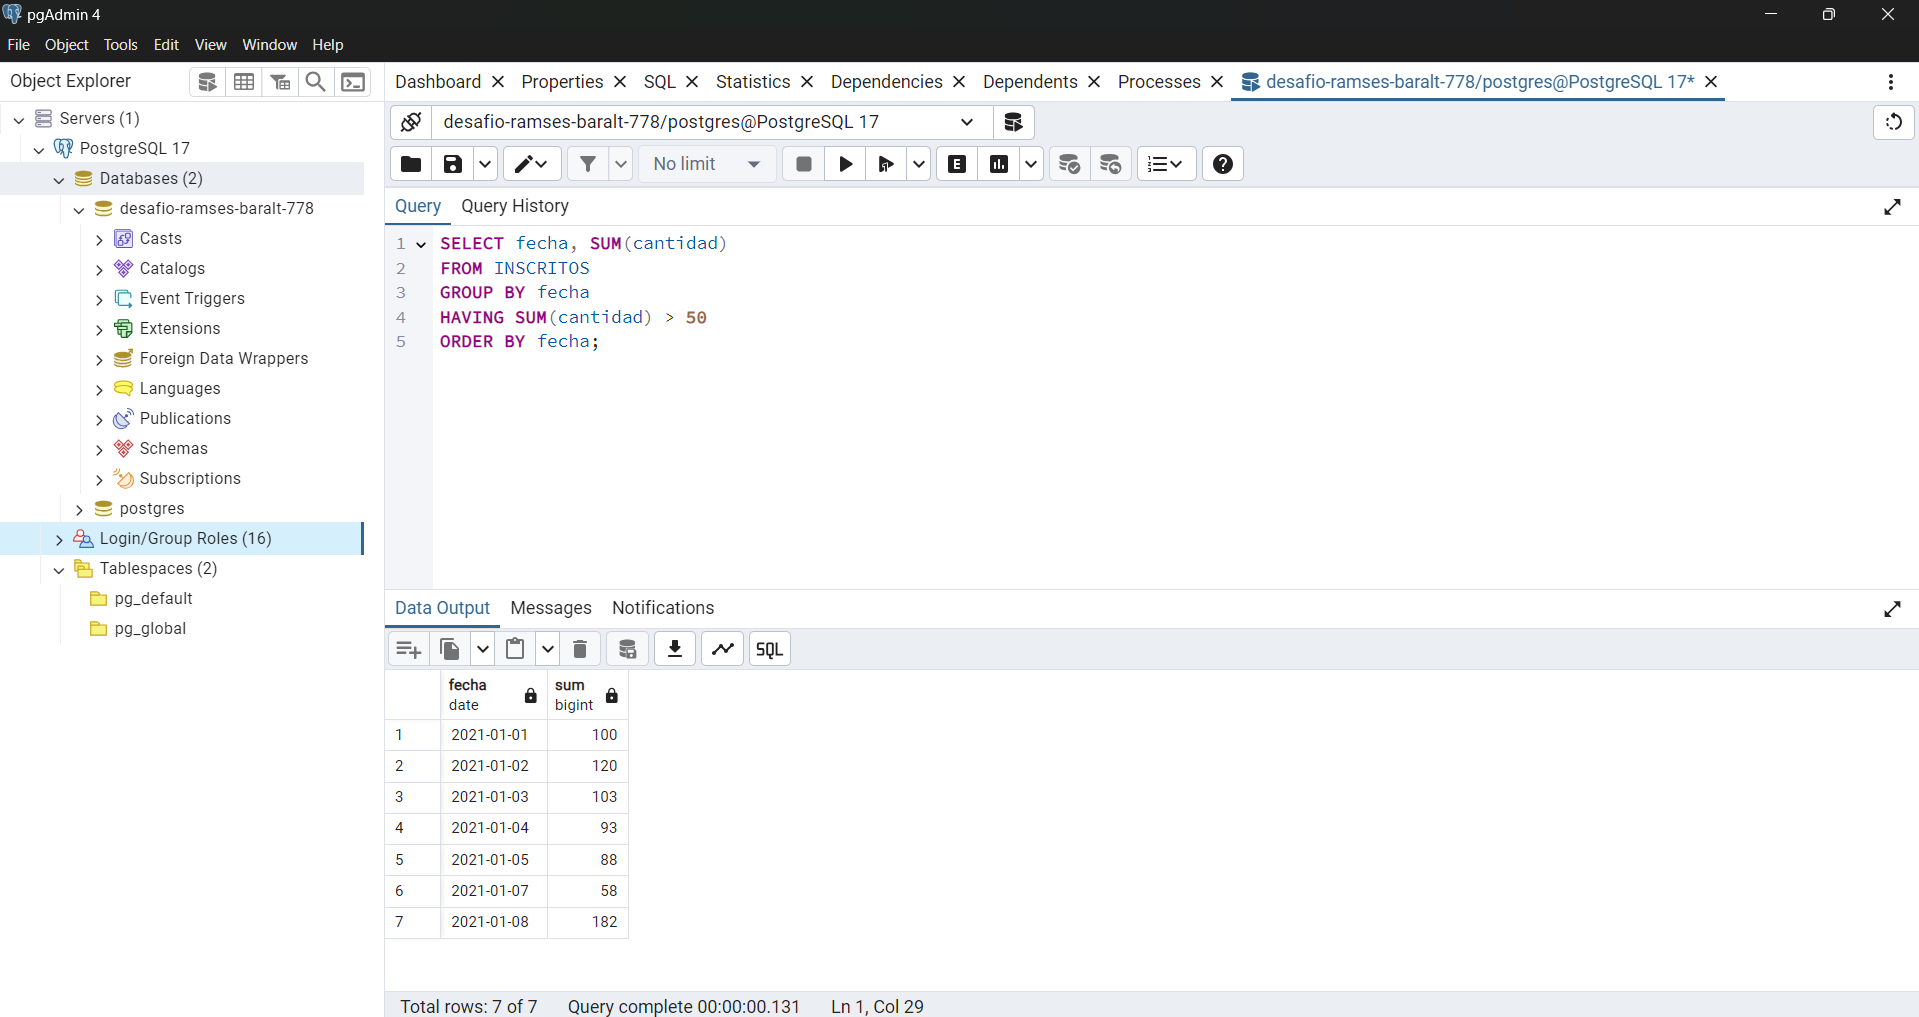 pgAdmin 4
File Object Tools Edit View Window Help
Object Explorer
Dashboard Properties SQL Statistics Dependencies Dependents Processes desafio-ramses-baralt-778/postgres@PostgreSQL 17*
Servers (1)
PostgreSQL 17
Databases (2)
desafio-ramses-baralt-778
Casts
Catalogs
Event Triggers
Extensions
Foreign Data Wrappers
Languages
Publications
Schemas
Subscriptions
postgres
Login/Group Roles (16)
Tablespaces (2)
pg_default
pg_global
desafio-ramses-baralt-778/postgres@PostgreSQL 17
No limit
E
Query Query History
1 SELECT fecha, SUM(cantidad)
2 FROM INSCRITOS
3 GROUP BY fecha
4 HAVING SUM(cantidad) > 50
5 ORDER BY fecha;
Data Output Messages Notifications
SQL
fecha sum
date bigint
1 2021-01-01 100
2 2021-01-02 120
3 2021-01-03 103
4 2021-01-04 93
5 2021-01-05 88
6 2021-01-07 58
7 2021-01-08 182
Total rows: 7 of 7 Query complete 00:00:00.131 Ln 1, Col 29